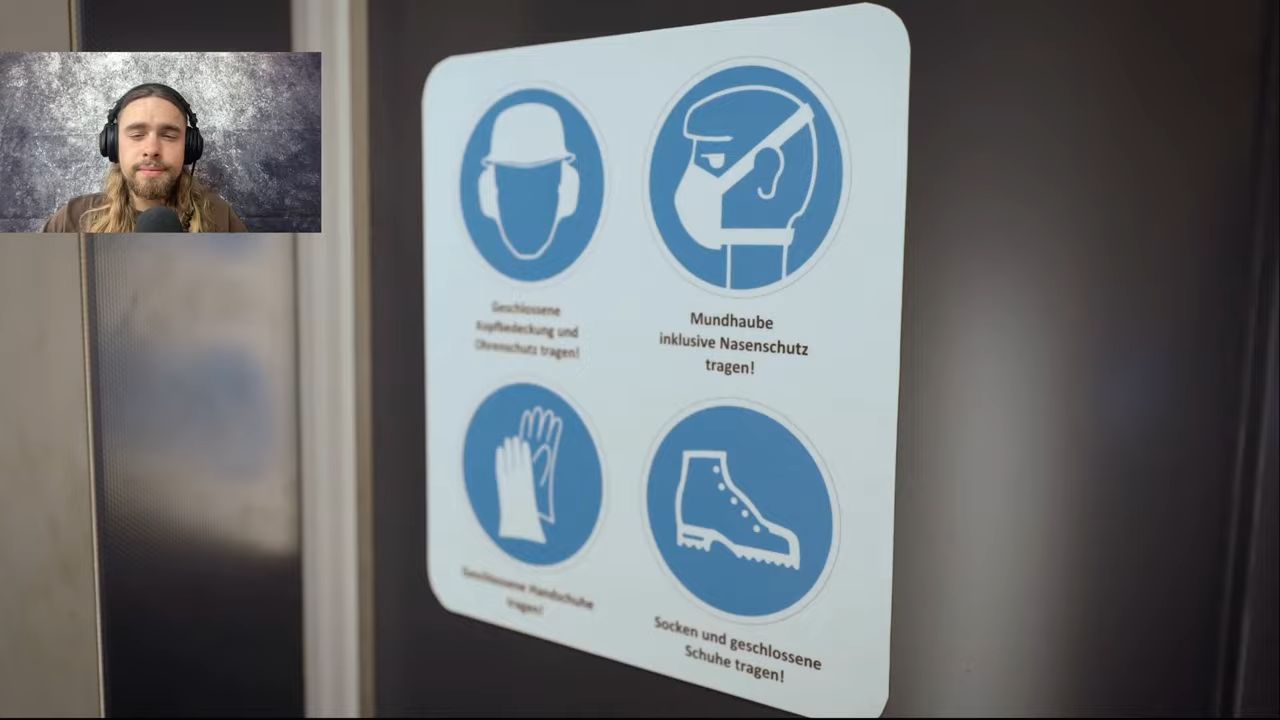 Geschlossene
Kopfbedeckung und
Ohrenschutz tragen!
Mundhaube
inklusive Nasenschutz
tragen!
Geschlossene Handschuhe
tragen!
Socken und geschlossene
Schuhe tragen!